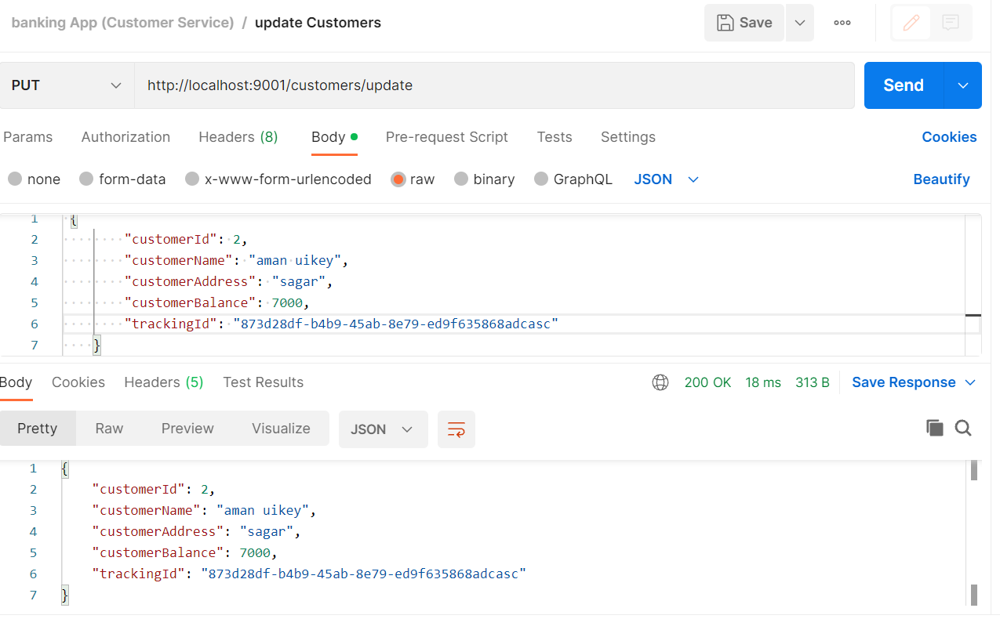 banking App (Customer Service) / update Customers
Save
PUT
http://localhost:9001/customers/update
Send
Params Authorization Headers (8) Body Pre-request Script Tests Settings Cookies
none form-data x-www-form-urlencoded raw binary GraphQL JSON Beautify
1 {
2 "customerId": 2,
3 "customerName": "aman uikey",
4 "customerAddress": "sagar",
5 "customerBalance": 7000,
6 "trackingId": "873d28df-b4b9-45ab-8e79-ed9f635868adcasc"
7 }
Body Cookies Headers (5) Test Results 200 OK 18 ms 313 B Save Response
Pretty Raw Preview Visualize JSON
1 {
2 "customerId": 2,
3 "customerName": "aman uikey",
4 "customerAddress": "sagar",
5 "customerBalance": 7000,
6 "trackingId": "873d28df-b4b9-45ab-8e79-ed9f635868adcasc"
7 }